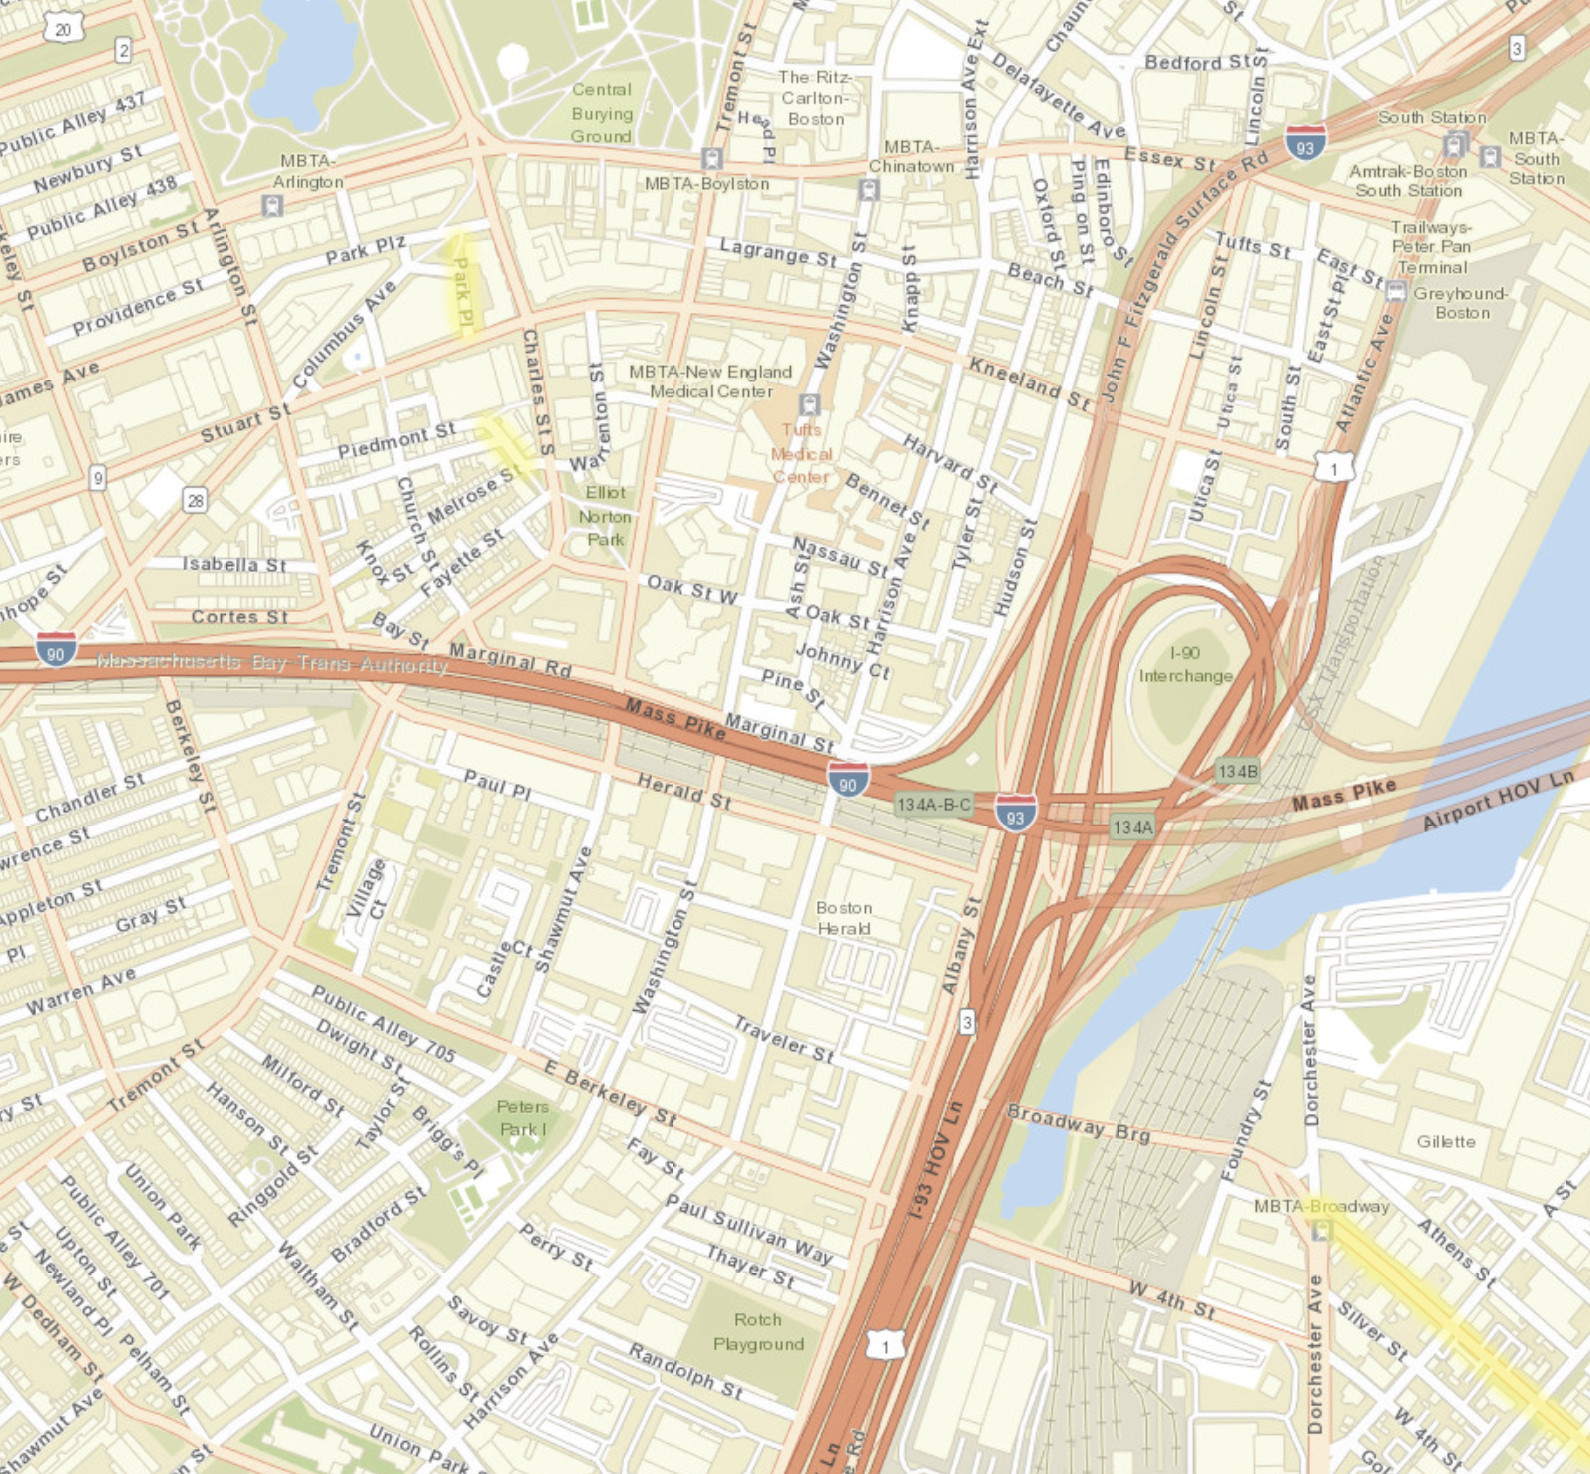 20
2
3
Bedford St
Lincoln St
Harrison Ave Ext
Delafayette Ave
Tremont St
The Ritz-
Carlton-
Boston
Head Pl
Central
Burying
Ground
Public Alley 437
Newbury St
Public Alley 438
MBTA-
Arlington
MBTA-Boylston
MBTA-
Chinatown
Essex St
93
South Station
MBTA-
South
Station
Amtrak-Boston
South Station
Trailways-
Peter Pan
Terminal
Greyhound-
Boston
Boylston St
Arlington St
Park Plz
Providence St
Columbus Ave
Park Pl
Lagrange St
Washington St
Knapp St
Beach St
Oxford St
Ping on St
Edinboro St
John F Fitzgerald Surface Rd
Tufts St
East St
East St Pl
Lincoln St
Utica St
South St
Atlantic Ave
Kneeland St
MBTA-New England
Medical Center
Tufts
Medical
Center
Charles St S
Warrenton St
Warrenton St
Stuart St
Piedmont St
Melrose St
Church St
Fayette St
Knox St
Isabella St
Cortes St
Bay St
9
28
Elliot
Norton
Park
Harvard St
Bennet St
Nassau St
Ash St
Oak St W
Oak St
Harrison Ave
Tyler St
Hudson St
Johnny Ct
Pine St
Utica St
1
90
Massachusetts Bay Trans Authority
Marginal Rd
Mass Pike
Marginal St
I-90
Interchange
CSX Transportation
90
134A-B-C
93
134A
134B
Mass Pike
Airport HOV Ln
Berkeley St
Chandler St
Appleton St
Gray St
Warren Ave
Tremont St
Village
Ct
Paul Pl
Herald St
Castle Ct
Shawmut Ave
Washington St
Boston
Herald
Albany St
3
Traveler St
Public Alley 705
Dwight St
Milford St
Hanson St
Ringgold St
Taylor St
Brigg's Pl
Bradford St
Waltham St
Tremont St
Union Park
Public Alley 701
Upton St
Newland Pl
W Dedham St
Pelham St
Shawmut Ave
E Berkeley St
Peters
Park I
Fay St
Paul Sullivan Way
Thayer St
Perry St
Savoy St
Rollins St
Harrison Ave
Randolph St
Union Park
Rotch
Playground
I-93 HOV Ln
1
Broadway Brg
Foundry St
Dorchester Ave
Gillette
MBTA-Broadway
Athens St
A St
W 4th St
Silver St
Dorchester Ave
W 4th St